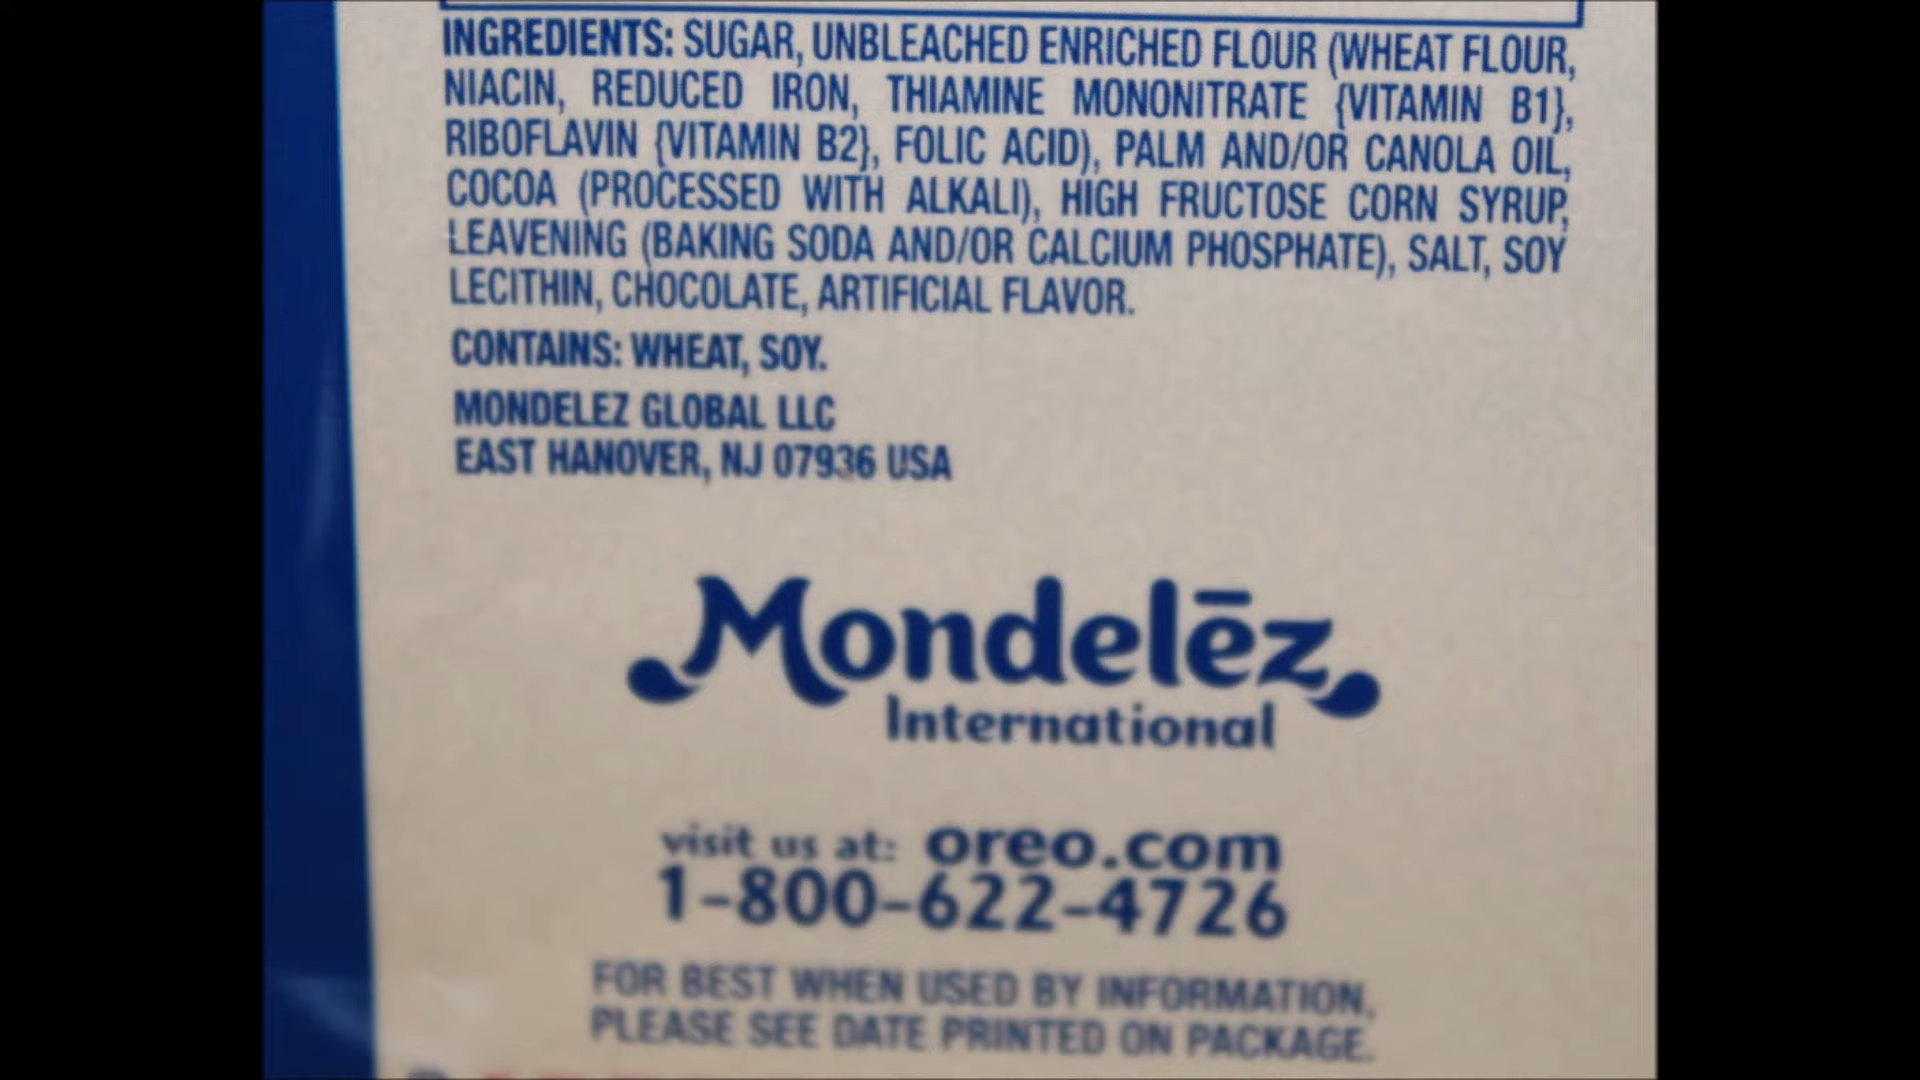 INGREDIENTS: SUGAR, UNBLEACHED ENRICHED FLOUR (WHEAT FLOUR,
NIACIN, REDUCED IRON, THIAMINE MONONITRATE {VITAMIN B1},
RIBOFLAVIN {VITAMIN B2}, FOLIC ACID), PALM AND/OR CANOLA OIL,
COCOA (PROCESSED WITH ALKALI), HIGH FRUCTOSE CORN SYRUP,
LEAVENING (BAKING SODA AND/OR CALCIUM PHOSPHATE), SALT, SOY
LECITHIN, CHOCOLATE, ARTIFICIAL FLAVOR.
CONTAINS: WHEAT, SOY.
MONDELEZ GLOBAL LLC
EAST HANOVER, NJ 07936 USA
Mondelēz
International
visit us at: oreo.com
1-800-622-4726
FOR BEST WHEN USED BY INFORMATION,
PLEASE SEE DATE PRINTED ON PACKAGE.